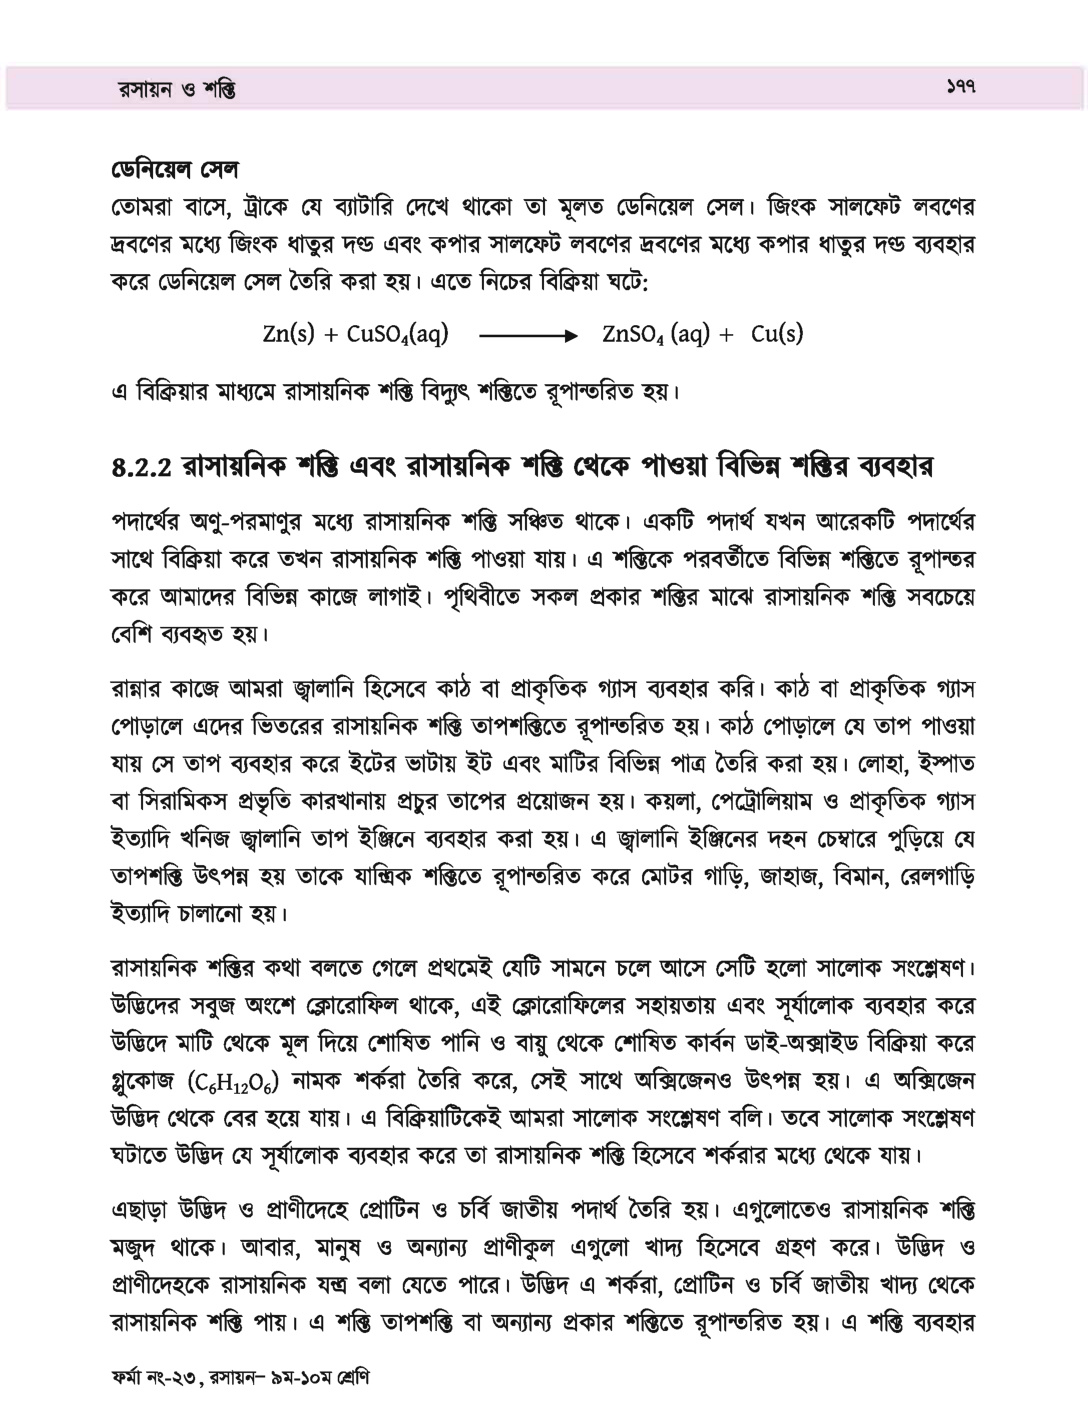 রসায়ন ও শক্তি ১৭৭
ডেনিয়েল সেল
তোমরা বাসে, ট্রাকে যে ব্যাটারি দেখে থাকো তা মূলত ডেনিয়েল সেল। জিংক সালফেট লবণের
দ্রবণের মধ্যে জিংক ধাতুর দণ্ড এবং কপার সালফেট লবণের দ্রবণের মধ্যে কপার ধাতুর দণ্ড ব্যবহার
করে ডেনিয়েল সেল তৈরি করা হয়। এতে নিচের বিক্রিয়া ঘটে:
Zn(s) + CuSO₄(aq) ⟶ ZnSO₄ (aq) + Cu(s)
এ বিক্রিয়ার মাধ্যমে রাসায়নিক শক্তি বিদ্যুৎ শক্তিতে রূপান্তরিত হয়।
8.2.2 রাসায়নিক শক্তি এবং রাসায়নিক শক্তি থেকে পাওয়া বিভিন্ন শক্তির ব্যবহার
পদার্থের অণু-পরমাণুর মধ্যে রাসায়নিক শক্তি সঞ্চিত থাকে। একটি পদার্থ যখন আরেকটি পদার্থের
সাথে বিক্রিয়া করে তখন রাসায়নিক শক্তি পাওয়া যায়। এ শক্তিকে পরবর্তীতে বিভিন্ন শক্তিতে রূপান্তর
করে আমাদের বিভিন্ন কাজে লাগাই। পৃথিবীতে সকল প্রকার শক্তির মাঝে রাসায়নিক শক্তি সবচেয়ে
বেশি ব্যবহৃত হয়।
রান্নার কাজে আমরা জ্বালানি হিসেবে কাঠ বা প্রাকৃতিক গ্যাস ব্যবহার করি। কাঠ বা প্রাকৃতিক গ্যাস
পোড়ালে এদের ভিতরের রাসায়নিক শক্তি তাপশক্তিতে রূপান্তরিত হয়। কাঠ পোড়ালে যে তাপ পাওয়া
যায় সে তাপ ব্যবহার করে ইটের ভাটায় ইট এবং মাটির বিভিন্ন পাত্র তৈরি করা হয়। লোহা, ইস্পাত
বা সিরামিকস প্রভৃতি কারখানায় প্রচুর তাপের প্রয়োজন হয়। কয়লা, পেট্রোলিয়াম ও প্রাকৃতিক গ্যাস
ইত্যাদি খনিজ জ্বালানি তাপ ইঞ্জিনে ব্যবহার করা হয়। এ জ্বালানি ইঞ্জিনের দহন চেম্বারে পুড়িয়ে যে
তাপশক্তি উৎপন্ন হয় তাকে যান্ত্রিক শক্তিতে রূপান্তরিত করে মোটর গাড়ি, জাহাজ, বিমান, রেলগাড়ি
ইত্যাদি চালানো হয়।
রাসায়নিক শক্তির কথা বলতে গেলে প্রথমেই যেটি সামনে চলে আসে সেটি হলো সালোক সংশ্লেষণ।
উদ্ভিদের সবুজ অংশে ক্লোরোফিল থাকে, এই ক্লোরোফিলের সহায়তায় এবং সূর্যালোক ব্যবহার করে
উদ্ভিদে মাটি থেকে মূল দিয়ে শোষিত পানি ও বায়ু থেকে শোষিত কার্বন ডাই-অক্সাইড বিক্রিয়া করে
গ্লুকোজ (C₆H₁₂O₆) নামক শর্করা তৈরি করে, সেই সাথে অক্সিজেনও উৎপন্ন হয়। এ অক্সিজেন
উদ্ভিদ থেকে বের হয়ে যায়। এ বিক্রিয়াটিকেই আমরা সালোক সংশ্লেষণ বলি। তবে সালোক সংশ্লেষণ
ঘটাতে উদ্ভিদ যে সূর্যালোক ব্যবহার করে তা রাসায়নিক শক্তি হিসেবে শর্করার মধ্যে থেকে যায়।
এছাড়া উদ্ভিদ ও প্রাণীদেহে প্রোটিন ও চর্বি জাতীয় পদার্থ তৈরি হয়। এগুলোতেও রাসায়নিক শক্তি
মজুদ থাকে। আবার, মানুষ ও অন্যান্য প্রাণীকুল এগুলো খাদ্য হিসেবে গ্রহণ করে। উদ্ভিদ ও
প্রাণীদেহকে রাসায়নিক যন্ত্র বলা যেতে পারে। উদ্ভিদ এ শর্করা, প্রোটিন ও চর্বি জাতীয় খাদ্য থেকে
রাসায়নিক শক্তি পায়। এ শক্তি তাপশক্তি বা অন্যান্য প্রকার শক্তিতে রূপান্তরিত হয়। এ শক্তি ব্যবহার
ফর্মা নং-২৩, রসায়ন– ৯ম-১০ম শ্রেণি